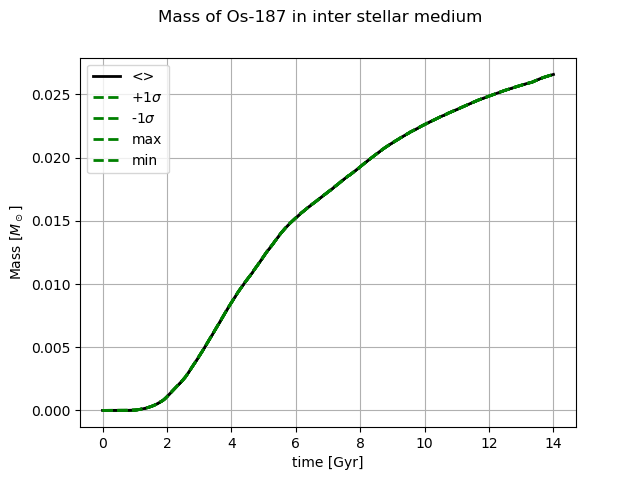 Mass of Os-187 in inter stellar medium
<>
+1σ
-1σ
max
min
0.025
0.020
0.015
0.010
0.005
0.000
Mass [M⊙]
0 2 4 6 8 10 12 14
time [Gyr]